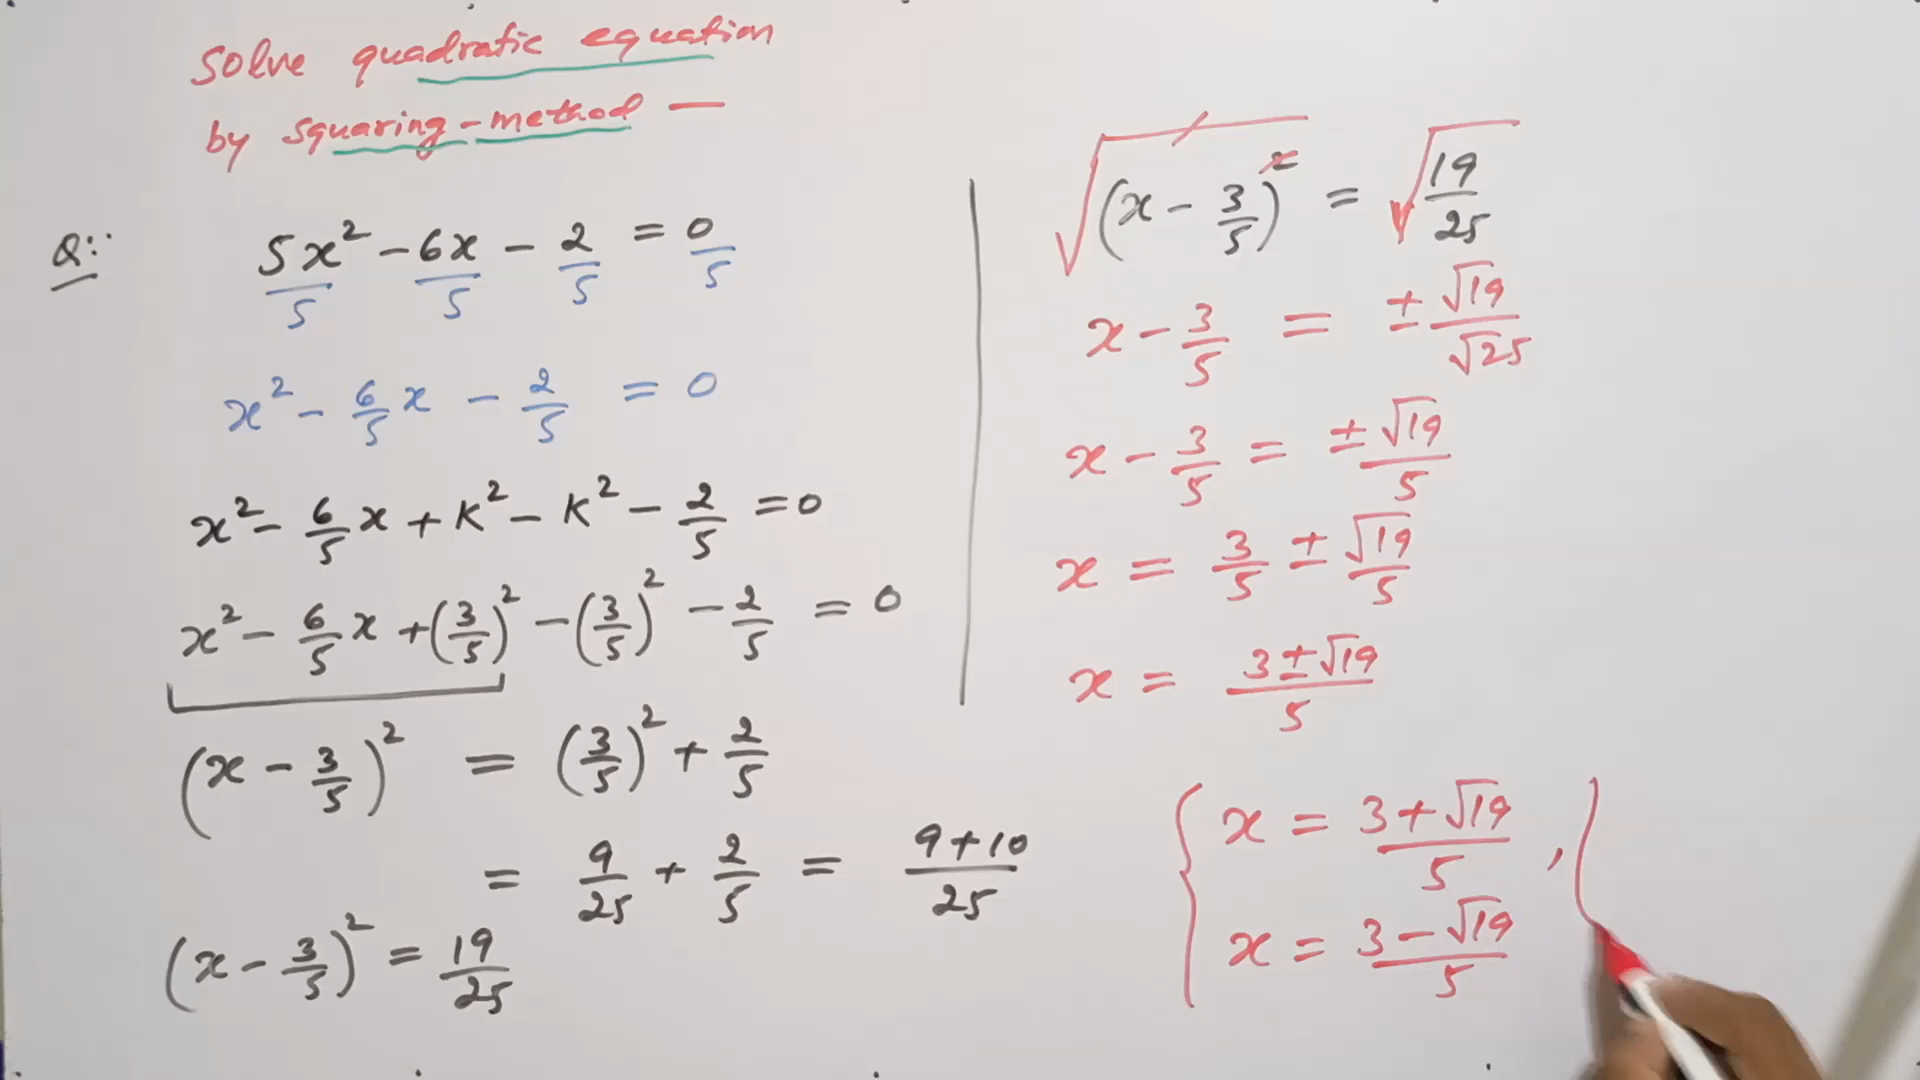 Solve quadratic equation
by squaring-method —
Q:· 5x²/5 - 6x/5 - 2/5 = 0/5
x² - 6/5 x - 2/5 = 0
x² - 6/5 x + K² - K² - 2/5 = 0
x² - 6/5 x + (3/5)² - (3/5)² - 2/5 = 0
(x - 3/5)² = (3/5)² + 2/5
= 9/25 + 2/5 = 9+10/25
(x - 3/5)² = 19/25
√(x - 3/5)² = √19/25
x - 3/5 = ± √19/√25
x - 3/5 = ± √19/5
x = 3/5 ± √19/5
x = 3±√19/5
{ x = 3+√19/5 ,
x = 3-√19/5